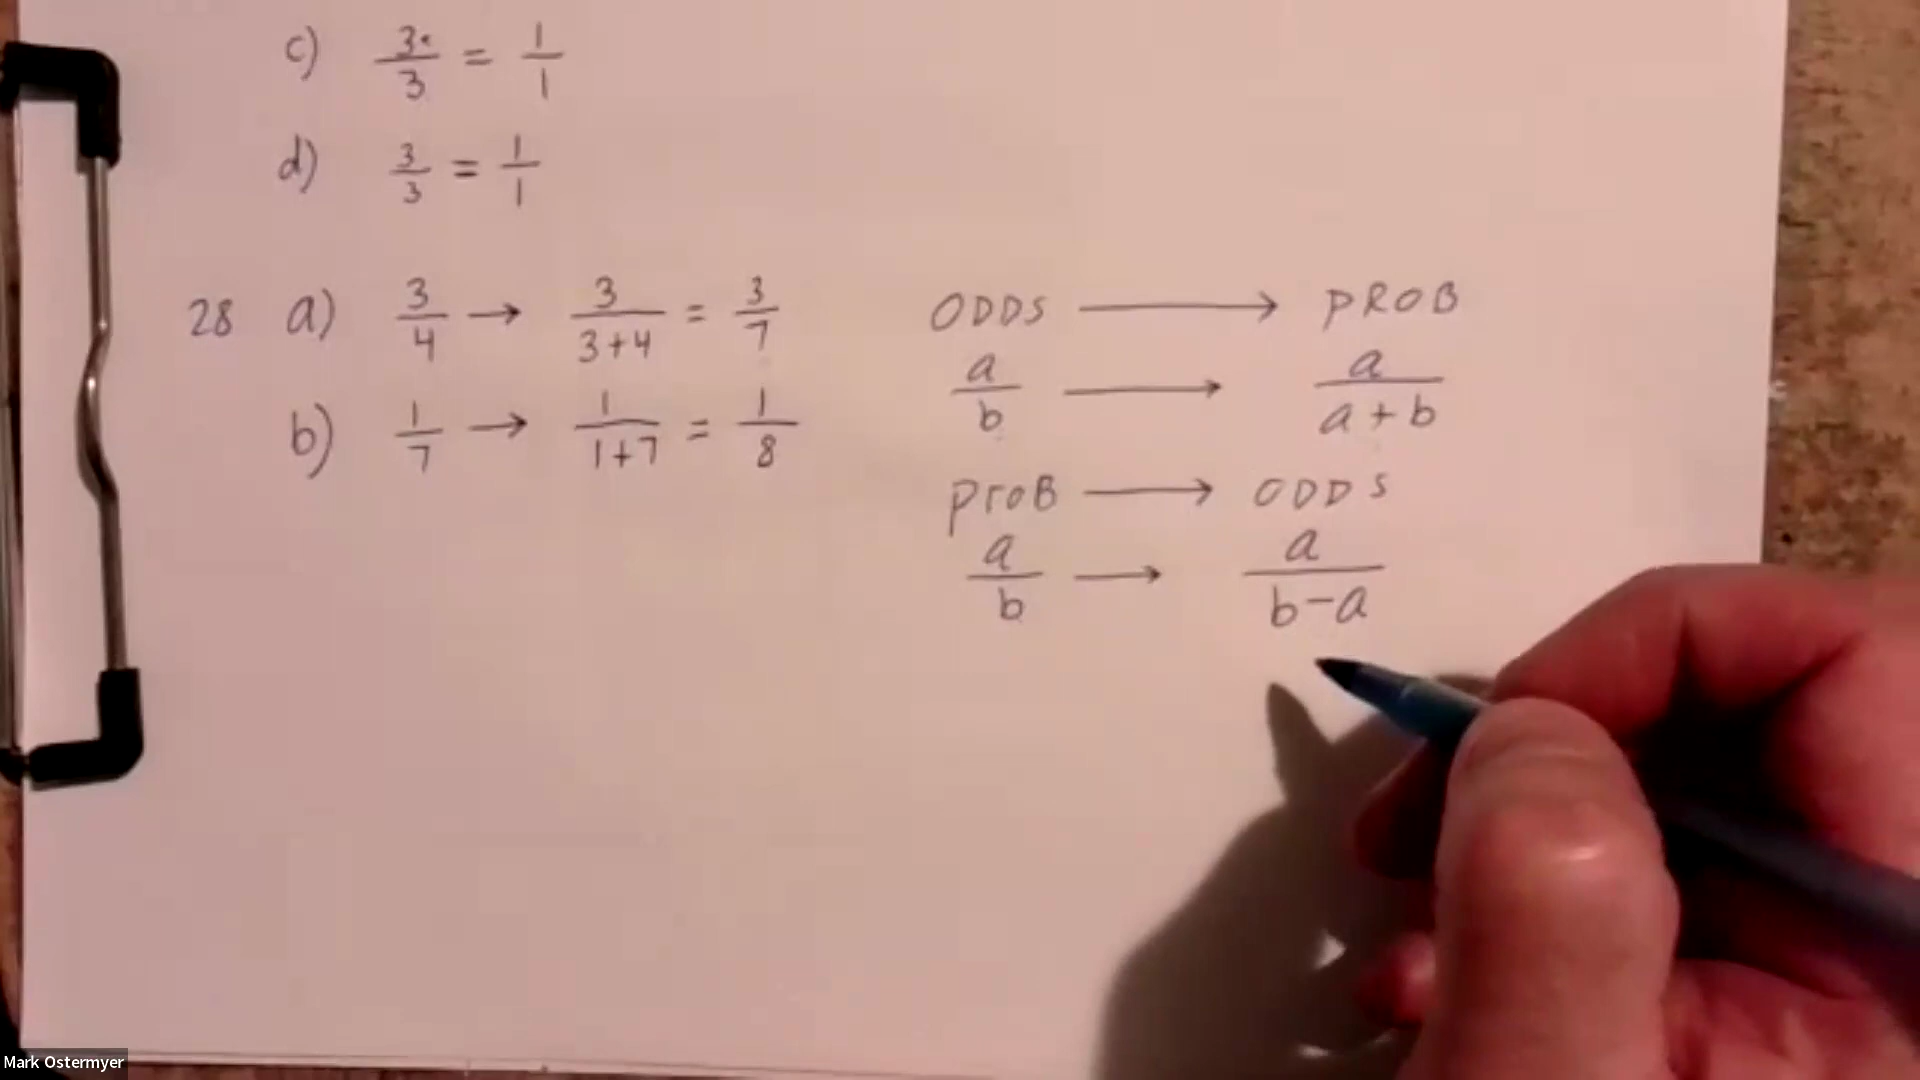 c) 3/3 = 1/1
d) 3/3 = 1/1
28 a) 3/4 → 3/(3+4) = 3/7
b) 1/7 → 1/(1+7) = 1/8
ODDS → PROB
a/b → a/(a+b)
ProB → ODDS
a/b → a/(b-a)
Mark Ostermyer